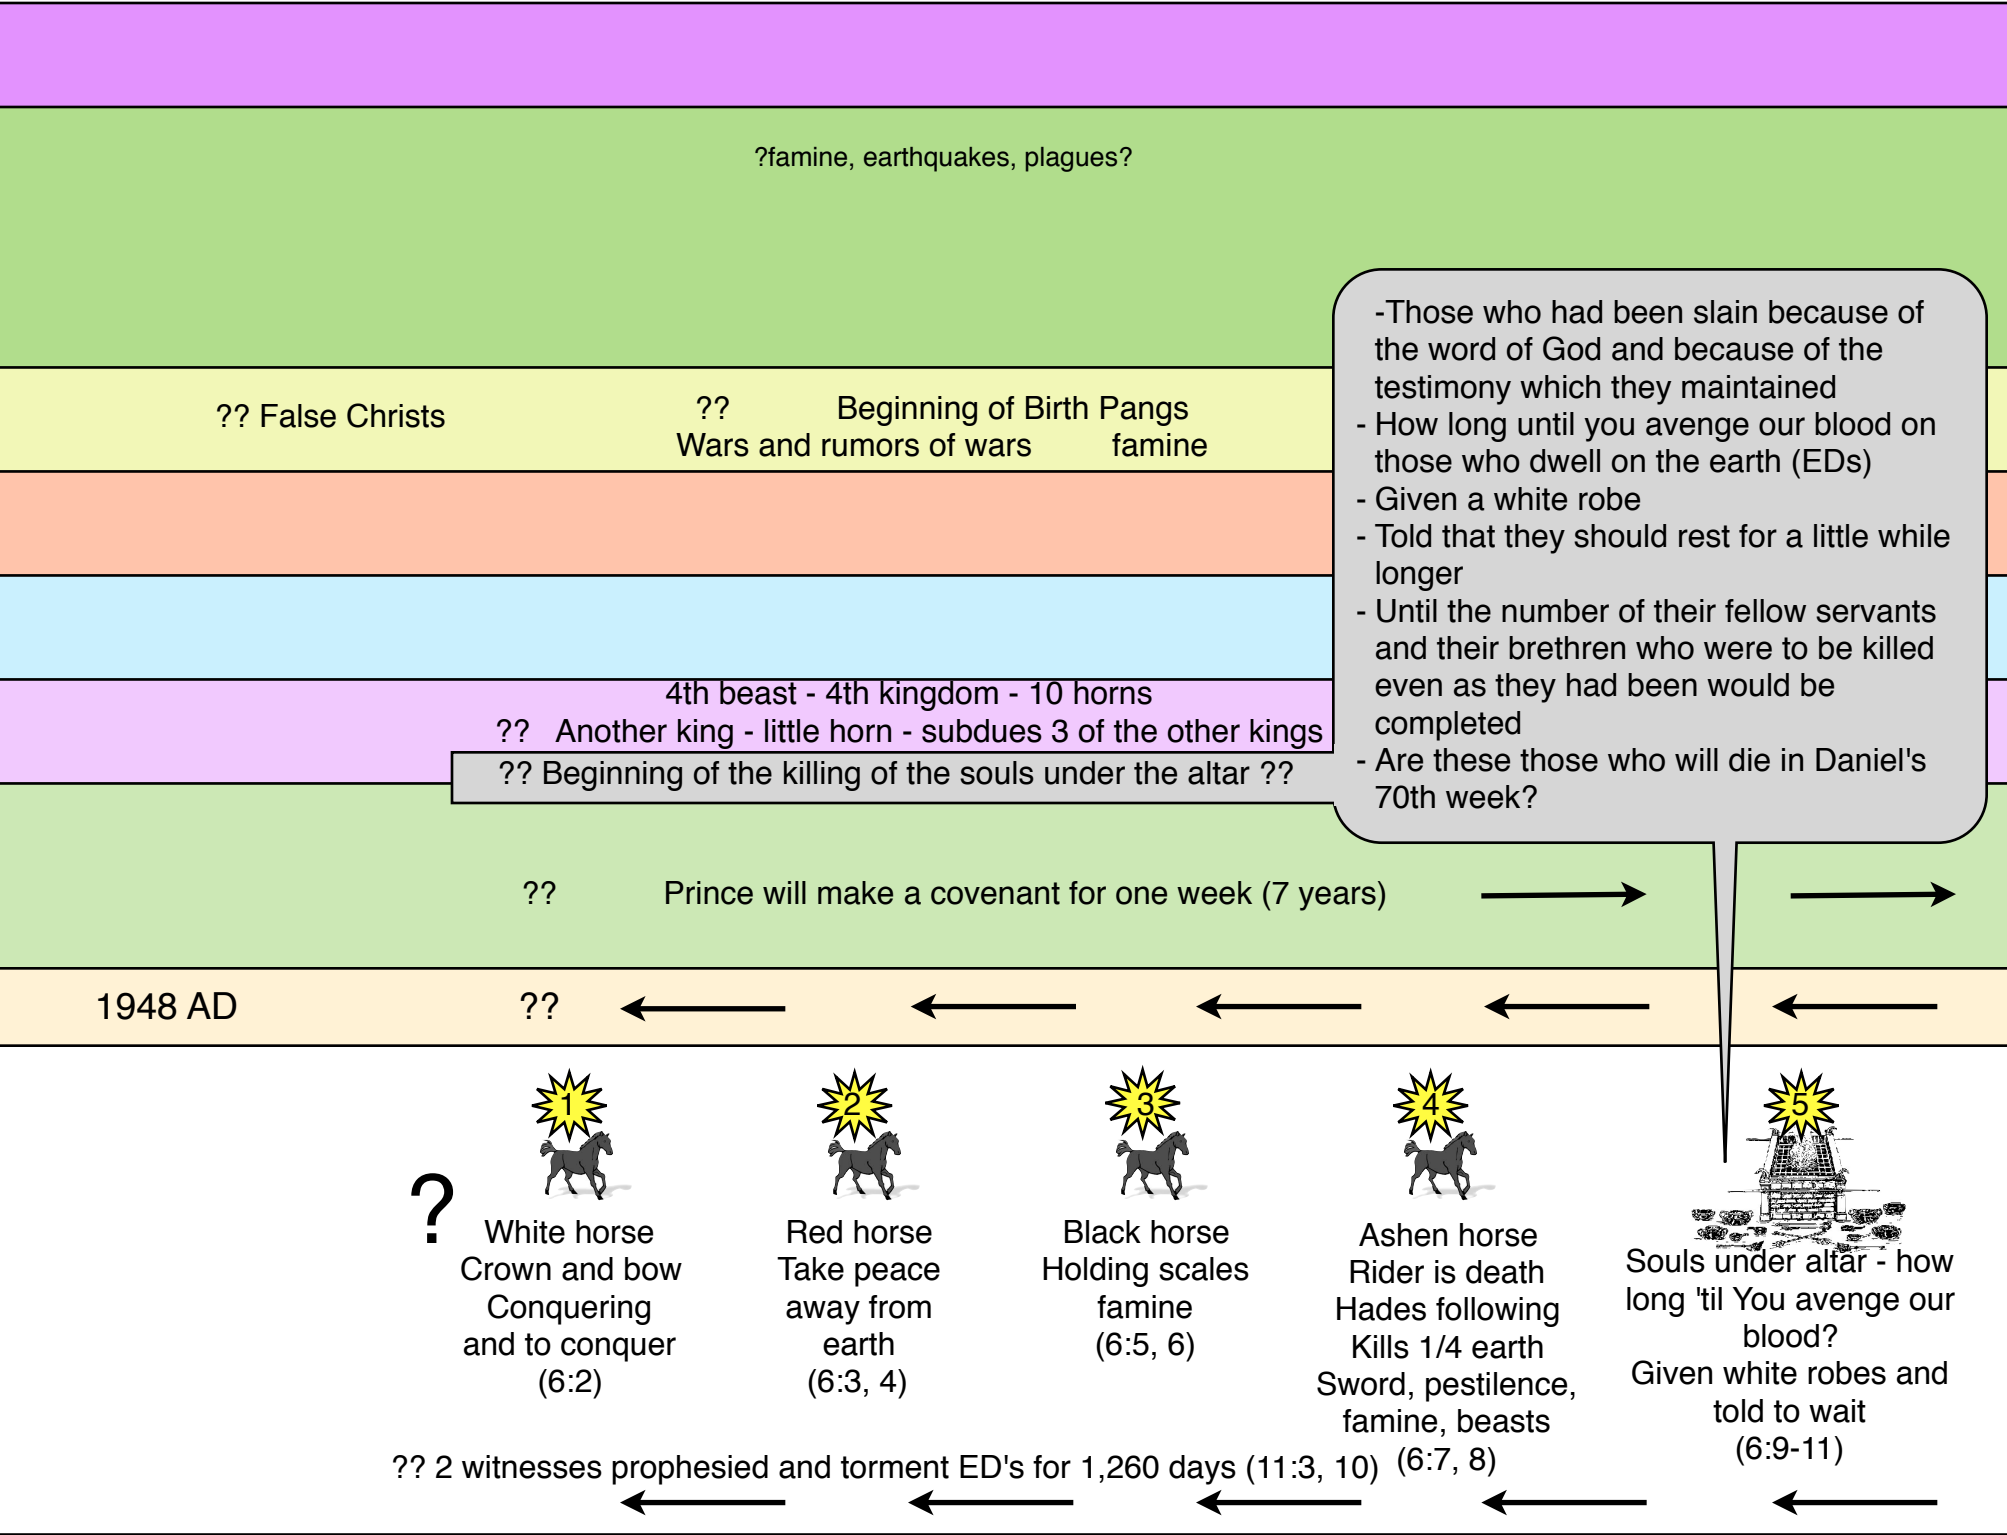 ?famine, earthquakes, plagues?
?? False Christs
?? Beginning of Birth Pangs
Wars and rumors of wars famine
-Those who had been slain because of
the word of God and because of the
testimony which they maintained
- How long until you avenge our blood on
those who dwell on the earth (EDs)
- Given a white robe
- Told that they should rest for a little while
longer
- Until the number of their fellow servants
and their brethren who were to be killed
even as they had been would be
completed
- Are these those who will die in Daniel's
70th week?
4th beast - 4th kingdom - 10 horns
?? Another king - little horn - subdues 3 of the other kings
?? Beginning of the killing of the souls under the altar ??
?? Prince will make a covenant for one week (7 years)
1948 AD ??
?
1
White horse
Crown and bow
Conquering
and to conquer
(6:2)
2
Red horse
Take peace
away from
earth
(6:3, 4)
3
Black horse
Holding scales
famine
(6:5, 6)
4
Ashen horse
Rider is death
Hades following
Kills 1/4 earth
Sword, pestilence,
famine, beasts
(6:7, 8)
5
Souls under altar - how
long 'til You avenge our
blood?
Given white robes and
told to wait
(6:9-11)
?? 2 witnesses prophesied and torment ED's for 1,260 days (11:3, 10)